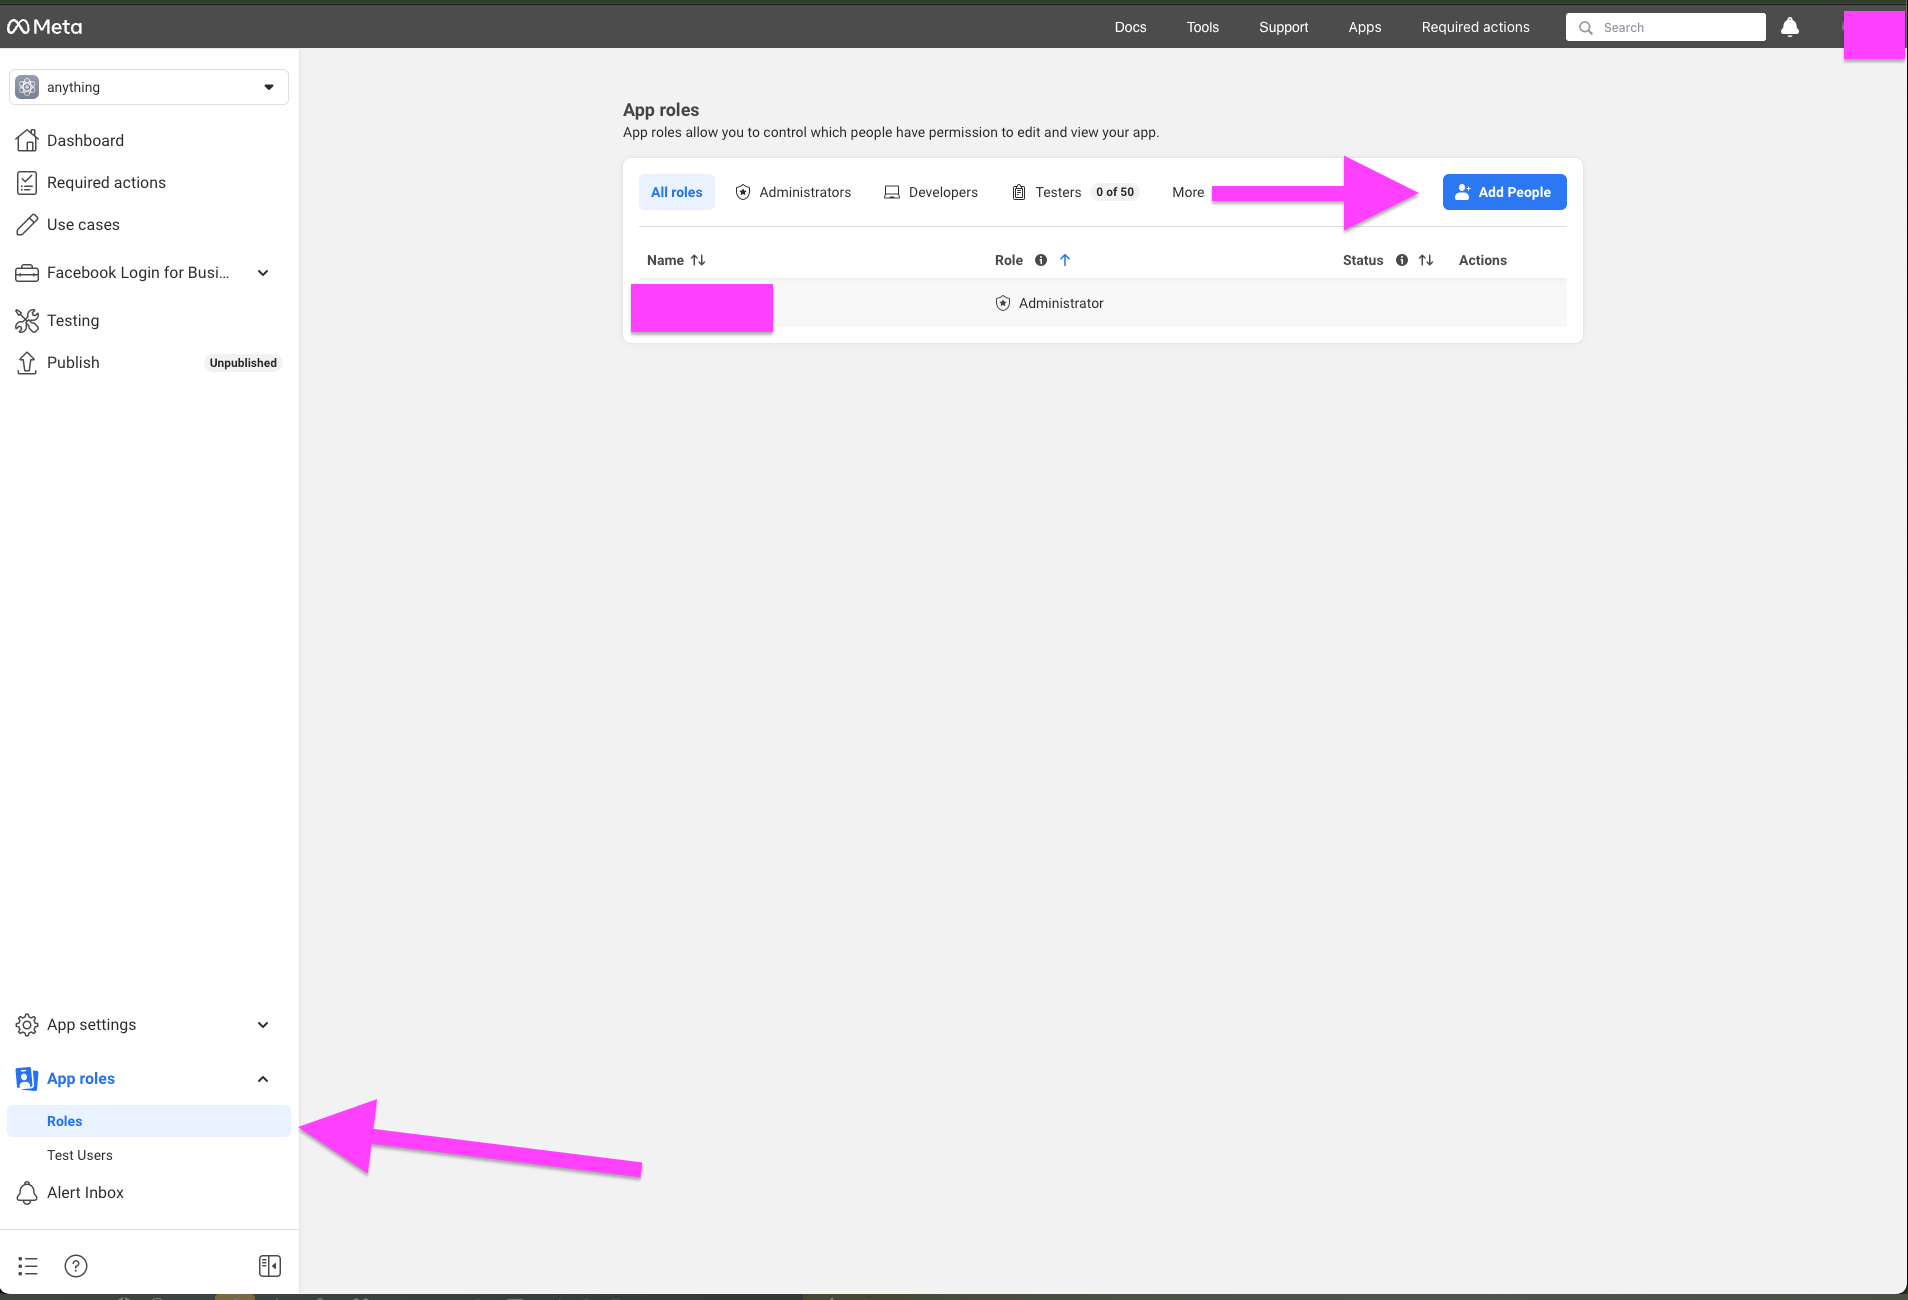 Meta
Docs Tools Support Apps Required actions Search
anything
Dashboard
Required actions
Use cases
Facebook Login for Busi...
Testing
Publish Unpublished
App settings
App roles
Roles
Test Users
Alert Inbox
App roles
App roles allow you to control which people have permission to edit and view your app.
All roles Administrators Developers Testers 0 of 50 More Add People
Name Role Status Actions
Administrator